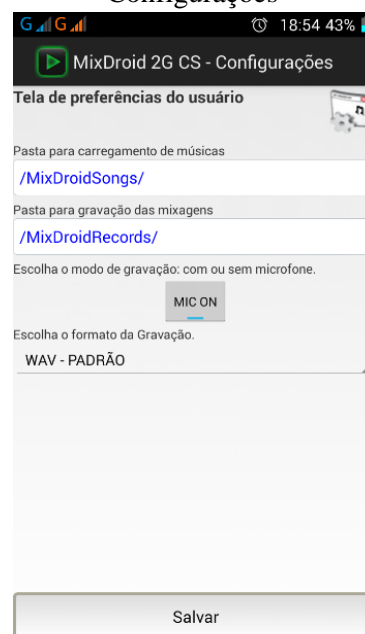 Configurações
G G 18:54 43%
MixDroid 2G CS - Configurações
Tela de preferências do usuário
Pasta para carregamento de músicas
/MixDroidSongs/
Pasta para gravação das mixagens
/MixDroidRecords/
Escolha o modo de gravação: com ou sem microfone.
MIC ON
Escolha o formato da Gravação.
WAV - PADRÃO
Salvar